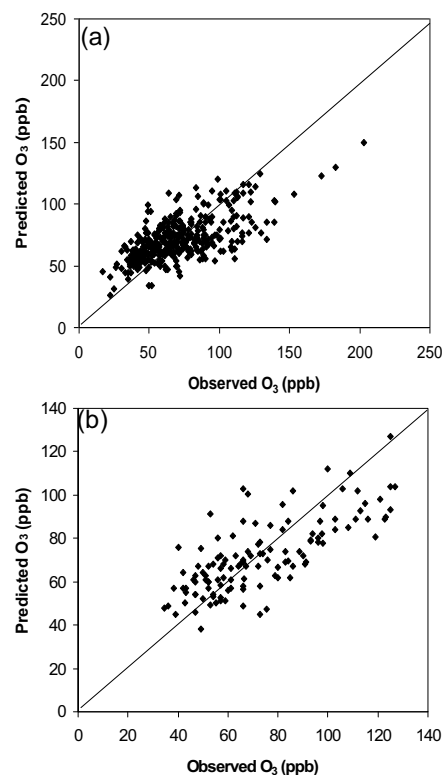 (a)
Predicted O₃ (ppb)
250
200
150
100
50
0
0 50 100 150 200 250
Observed O₃ (ppb)
(b)
Predicted O₃ (ppb)
140
120
100
80
60
40
20
0
0 20 40 60 80 100 120 140
Observed O₃ (ppb)